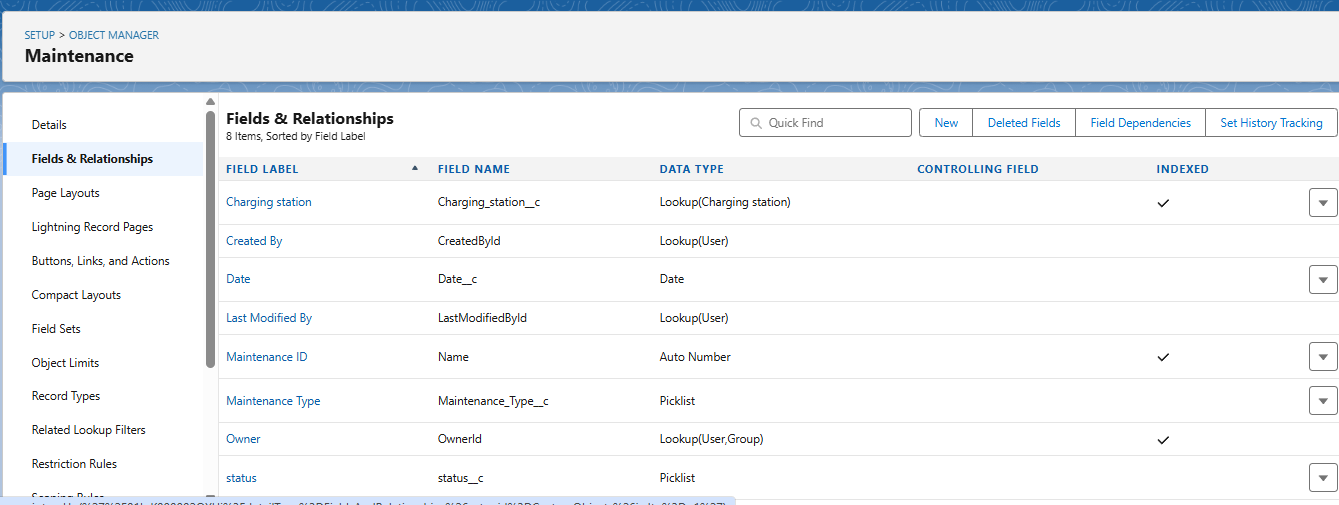 SETUP > OBJECT MANAGER
Maintenance
Details
Fields & Relationships
Page Layouts
Lightning Record Pages
Buttons, Links, and Actions
Compact Layouts
Field Sets
Object Limits
Record Types
Related Lookup Filters
Restriction Rules
Scoping Rules
Fields & Relationships
8 Items, Sorted by Field Label
Quick Find
New
Deleted Fields
Field Dependencies
Set History Tracking
FIELD LABEL FIELD NAME DATA TYPE CONTROLLING FIELD INDEXED
Charging station Charging_station__c Lookup(Charging station)
Created By CreatedById Lookup(User)
Date Date__c Date
Last Modified By LastModifiedById Lookup(User)
Maintenance ID Name Auto Number
Maintenance Type Maintenance_Type__c Picklist
Owner OwnerId Lookup(User,Group)
status status__c Picklist